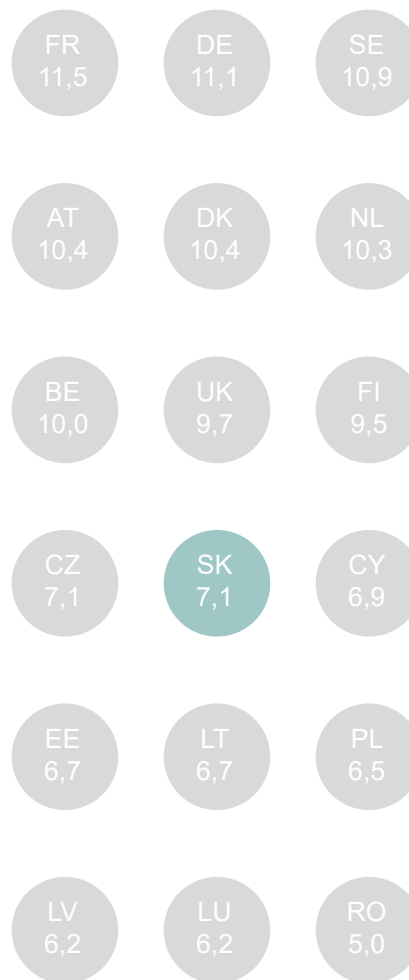 FR
11,5
DE
11,1
SE
10,9
AT
10,4
DK
10,4
NL
10,3
BE
10,0
UK
9,7
FI
9,5
CZ
7,1
SK
7,1
CY
6,9
EE
6,7
LT
6,7
PL
6,5
LV
6,2
LU
6,2
RO
5,0